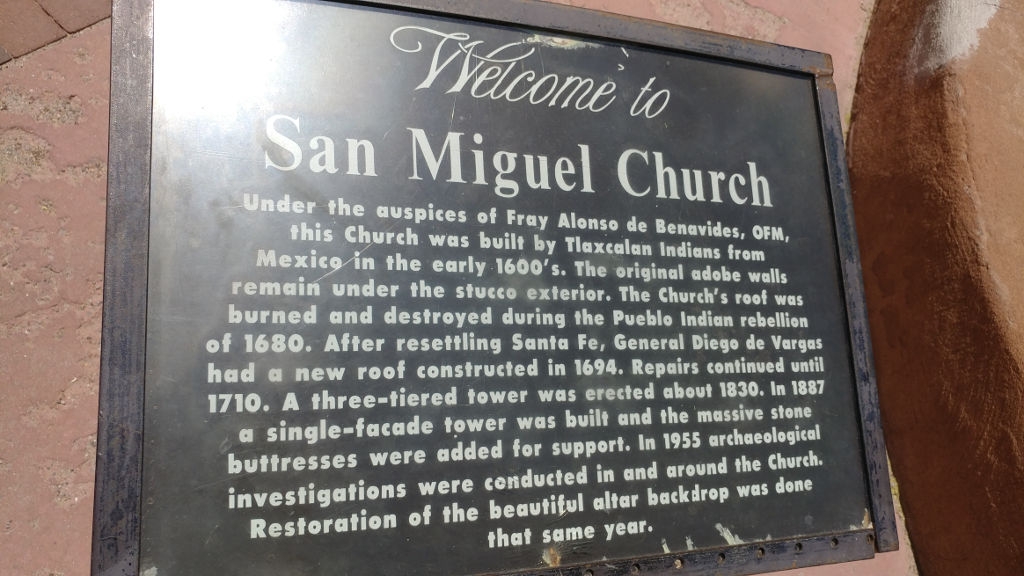 Welcome to
San Miguel Church
Under the auspices of Fray Alonso de Benavides, OFM,
this Church was built by Tlaxcalan Indians from
Mexico in the early 1600's. The original adobe walls
remain under the stucco exterior. The Church's roof was
burned and destroyed during the Pueblo Indian rebellion
of 1680. After resettling Santa Fe, General Diego de Vargas
had a new roof constructed in 1694. Repairs continued until
1710. A three-tiered tower was erected about 1830. In 1887
a single-facade tower was built and the massive stone
buttresses were added for support. In 1955 archaeological
investigations were conducted in and around the Church.
Restoration of the beautiful altar backdrop was done
that same year.